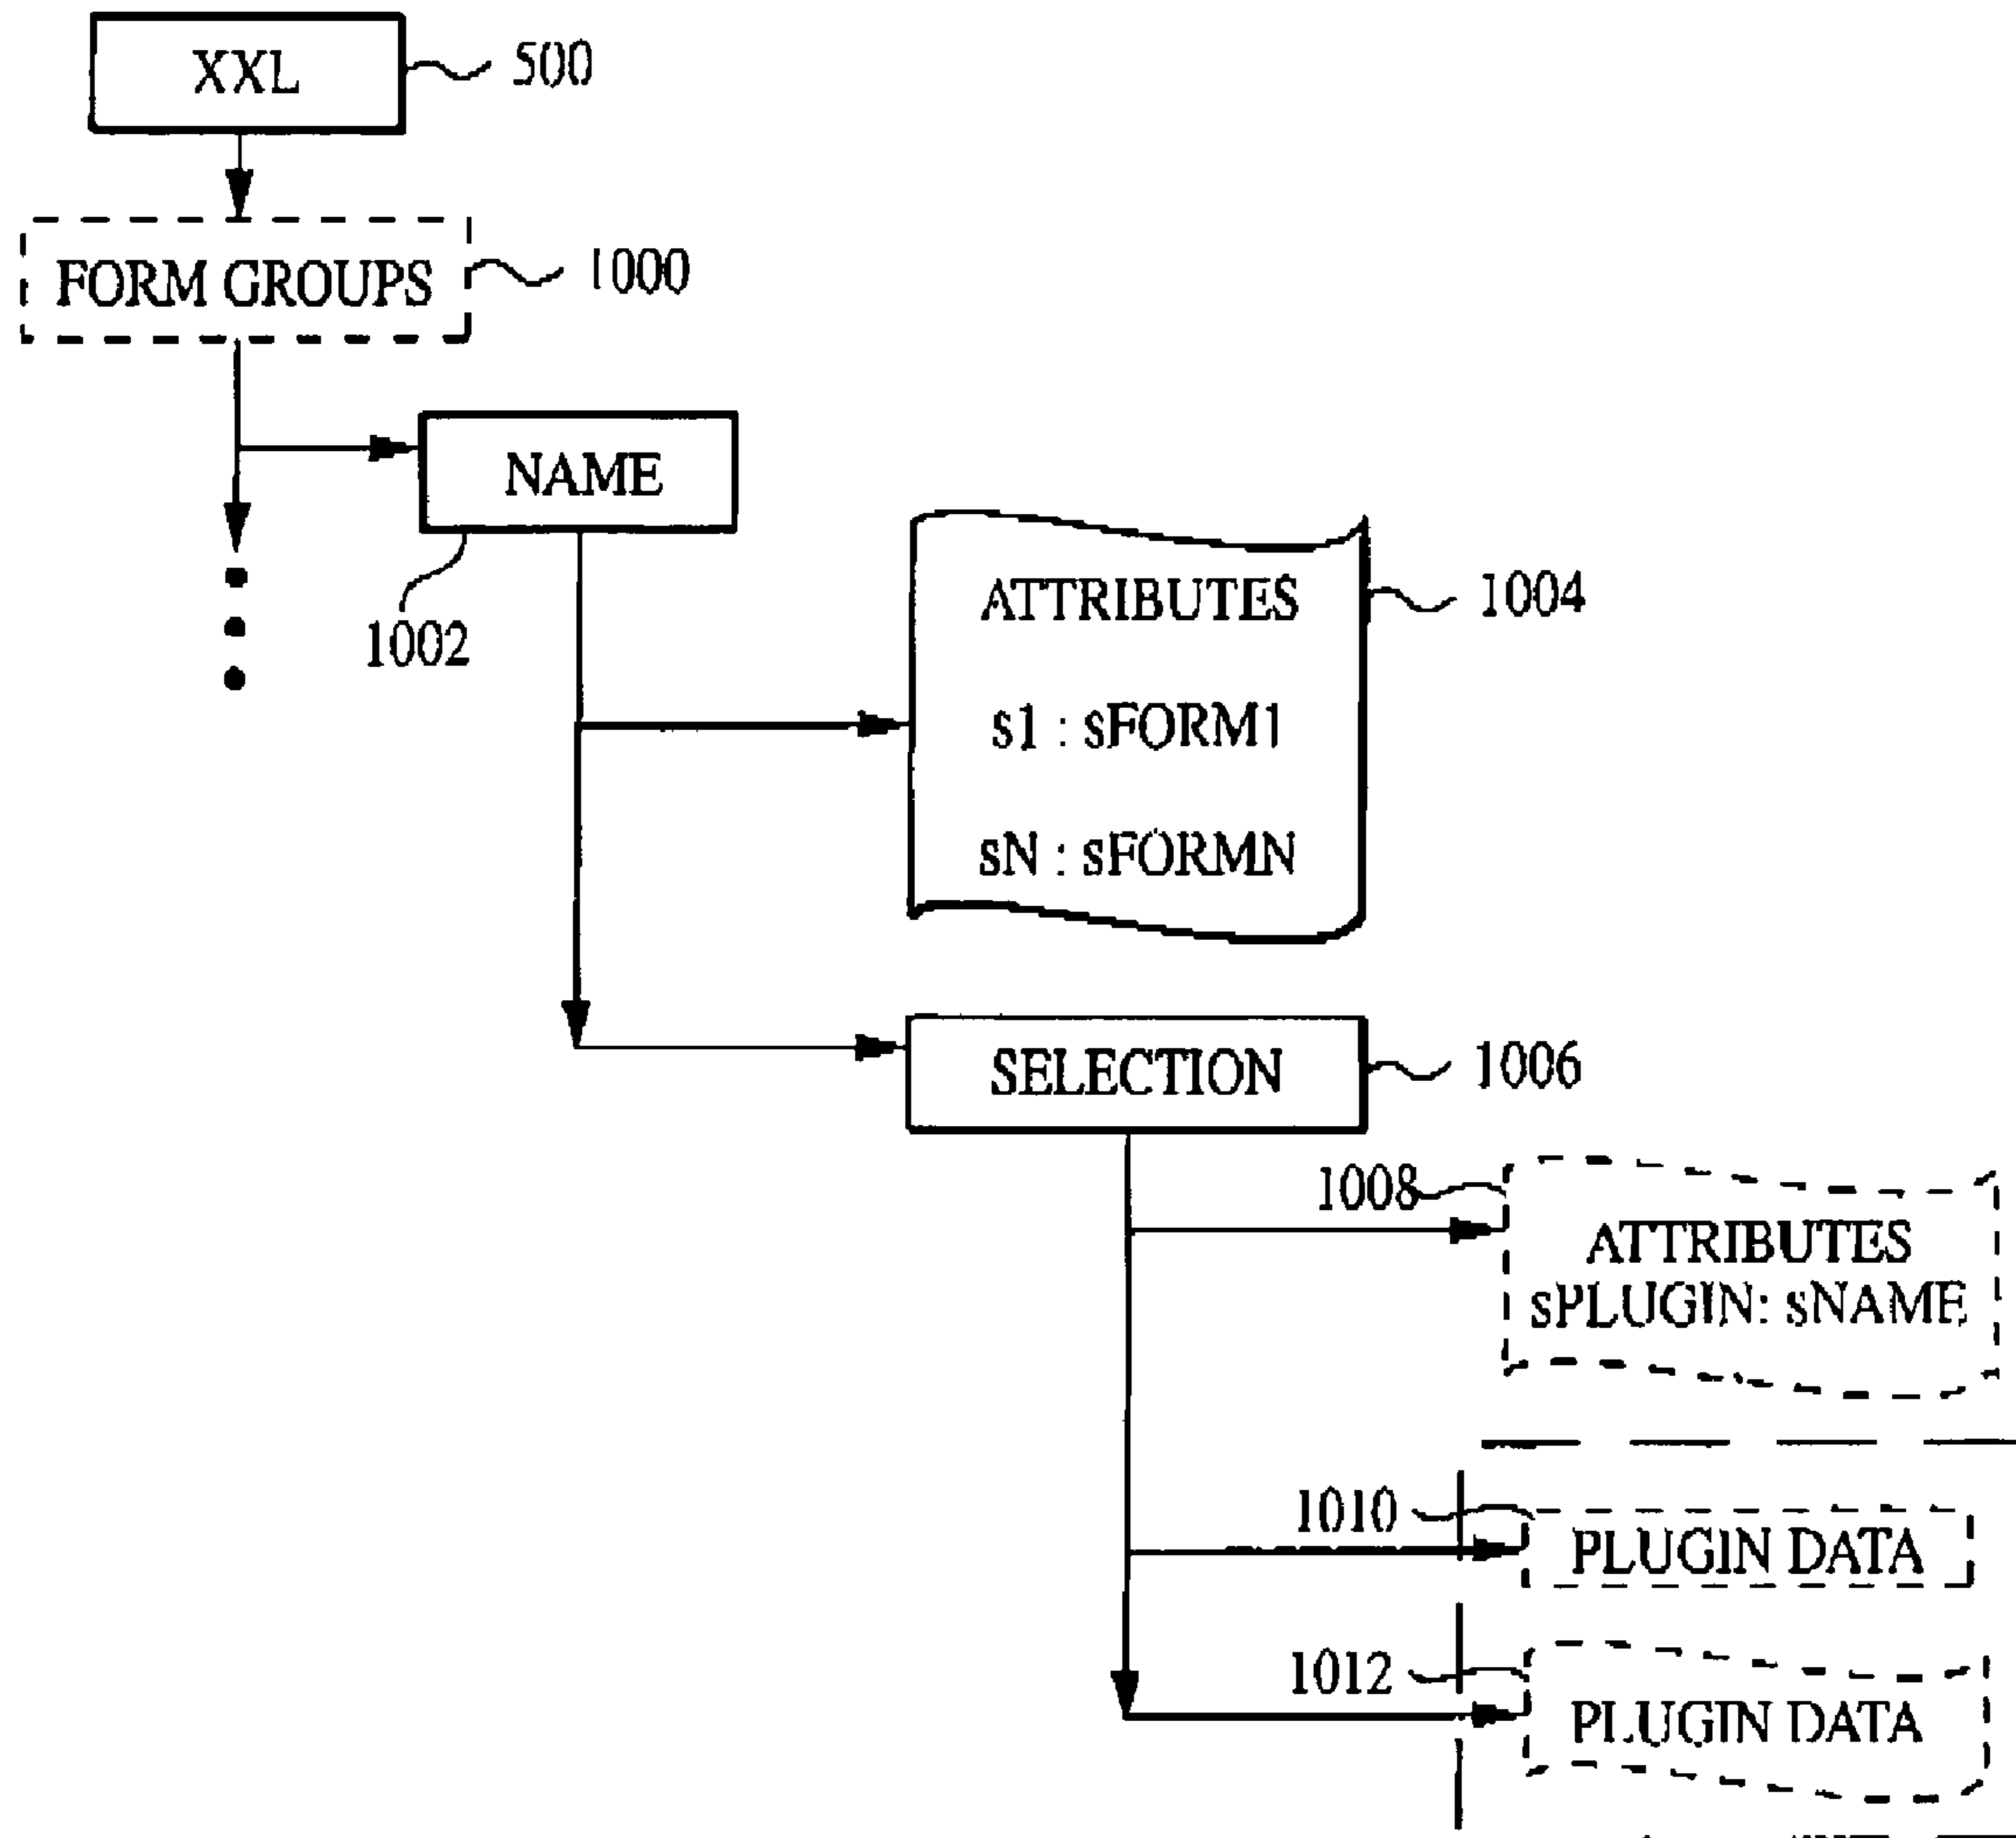 XXL
500
FORM GROUPS
1000
NAME
1002
ATTRIBUTES
1004
s1 : sFORM1
sN : sFORMN
SELECTION
1006
1008
ATTRIBUTES
sPLUGIN: sNAME
1010
PLUGIN DATA
1012
PLUGIN DATA